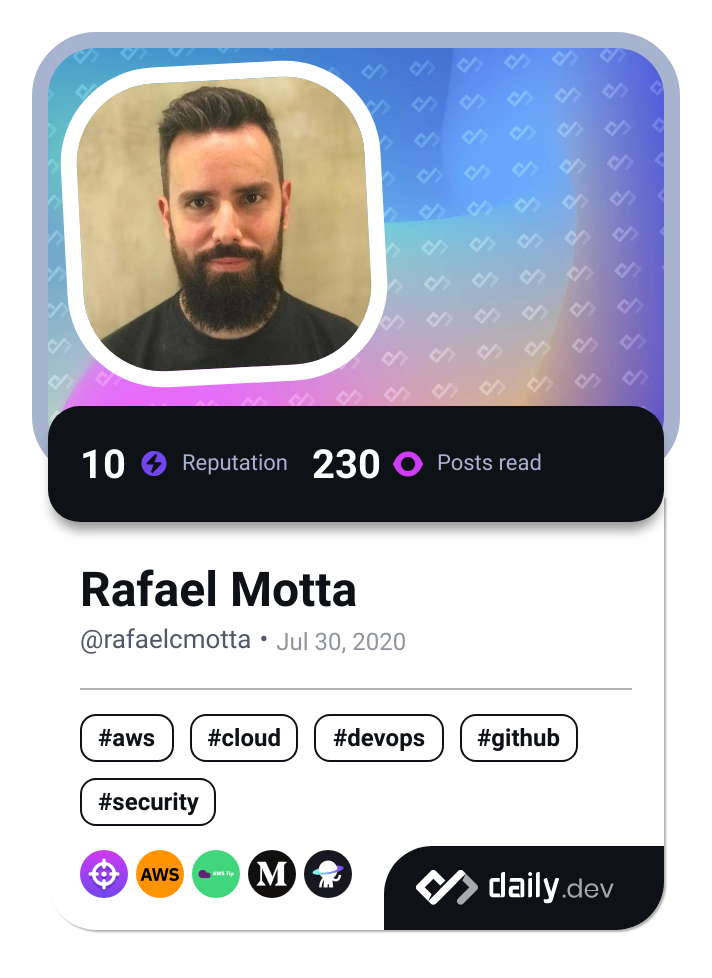 10 Reputation 230 Posts read
Rafael Motta
@rafaelcmotta • Jul 30, 2020
#aws #cloud #devops #github
#security
AWS AWS Tip M daily.dev